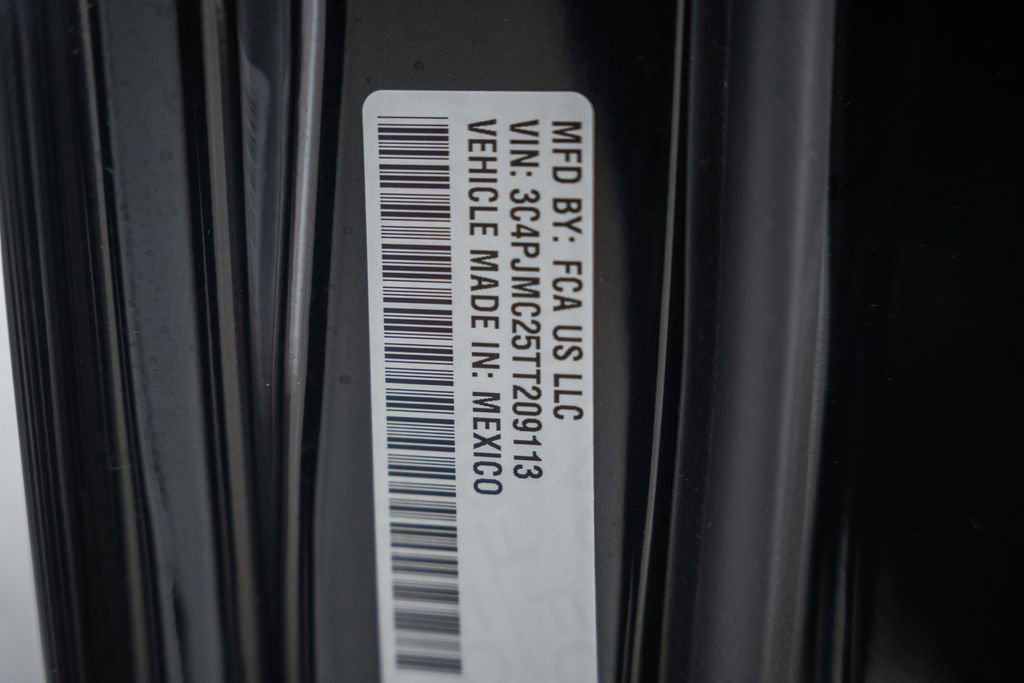 MFD BY: FCA US LLC
VIN: 3C4PJMC25TT209113
VEHICLE MADE IN: MEXICO